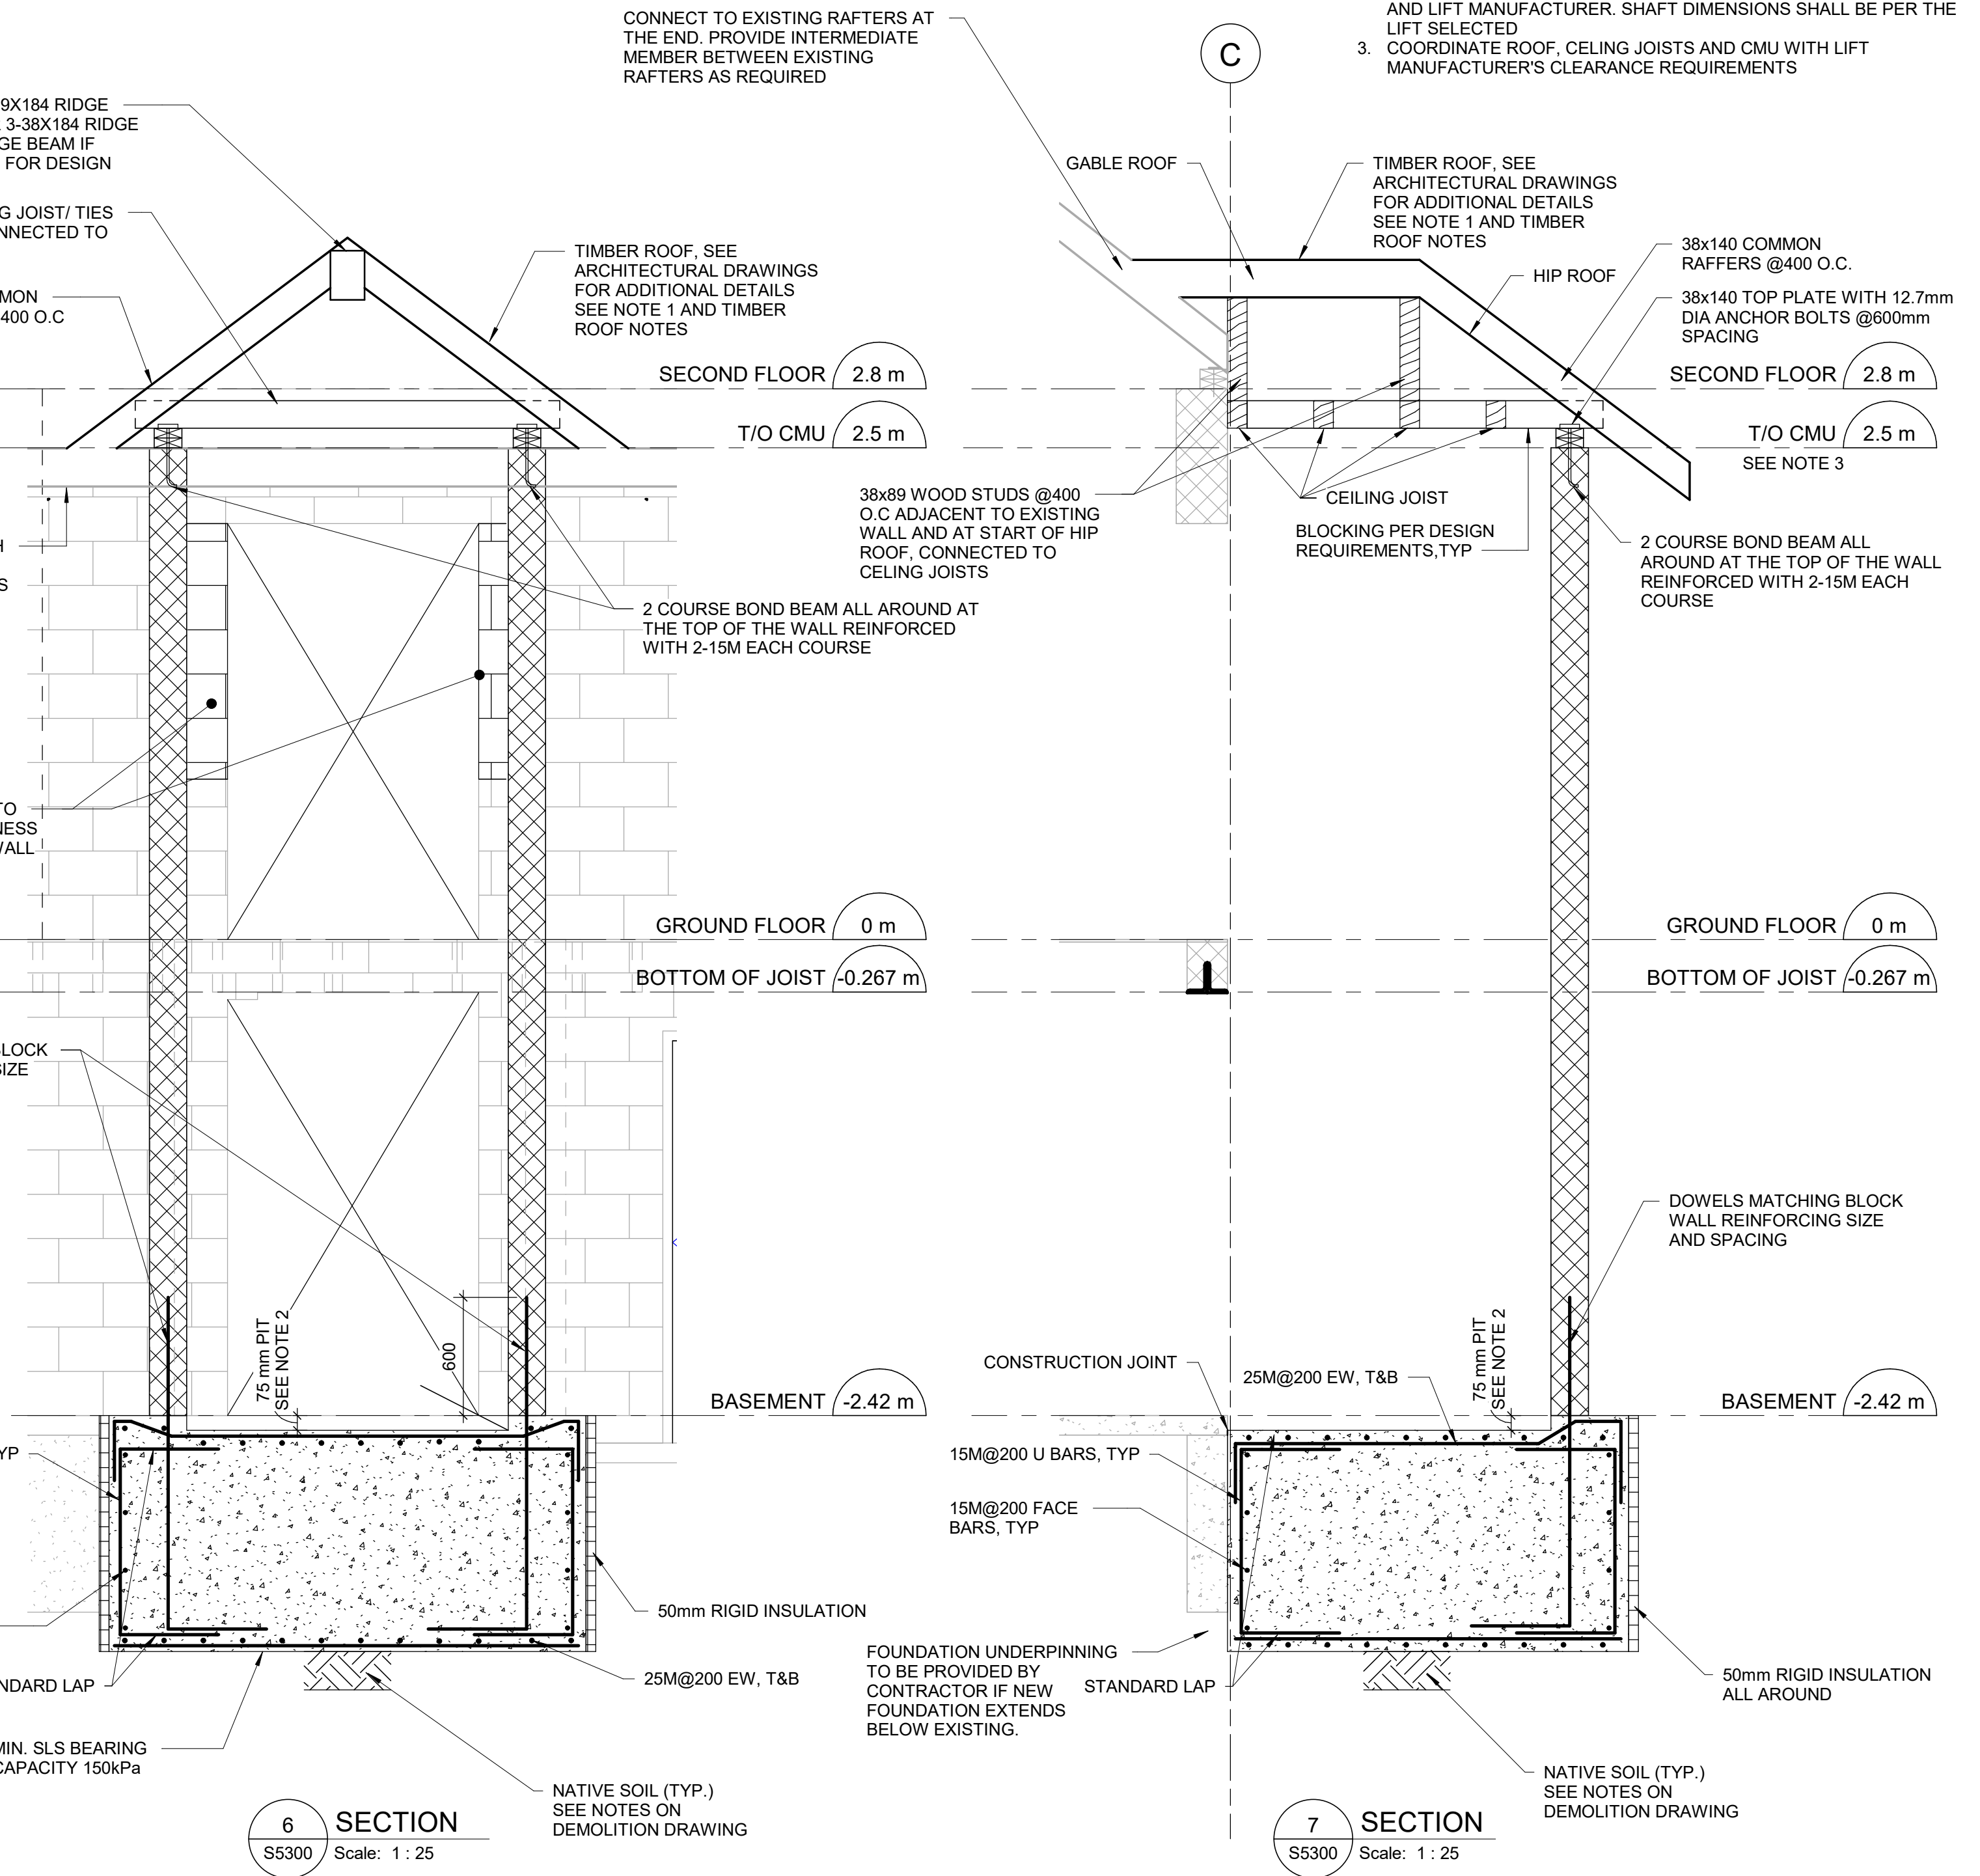 CONNECT TO EXISTING RAFTERS AT
THE END. PROVIDE INTERMEDIATE
MEMBER BETWEEN EXISTING
RAFTERS AS REQUIRED
C
AND LIFT MANUFACTURER. SHAFT DIMENSIONS SHALL BE PER THE
LIFT SELECTED
3. COORDINATE ROOF, CELING JOISTS AND CMU WITH LIFT
MANUFACTURER'S CLEARANCE REQUIREMENTS
9X184 RIDGE
3-38X184 RIDGE
GE BEAM IF
FOR DESIGN
G JOIST/ TIES
NNECTED TO
MON
400 O.C
TIMBER ROOF, SEE
ARCHITECTURAL DRAWINGS
FOR ADDITIONAL DETAILS
SEE NOTE 1 AND TIMBER
ROOF NOTES
SECOND FLOOR 2.8 m
T/O CMU 2.5 m
H
S
2 COURSE BOND BEAM ALL AROUND AT
THE TOP OF THE WALL REINFORCED
WITH 2-15M EACH COURSE
TO
NESS
WALL
GROUND FLOOR 0 m
BOTTOM OF JOIST -0.267 m
BLOCK
SIZE
75 mm PIT
SEE NOTE 2
600
BASEMENT -2.42 m
YP
50mm RIGID INSULATION
NDARD LAP
25M@200 EW, T&B
MIN. SLS BEARING
CAPACITY 150kPa
NATIVE SOIL (TYP.)
SEE NOTES ON
DEMOLITION DRAWING
6 SECTION
S5300 Scale: 1 : 25
GABLE ROOF
TIMBER ROOF, SEE
ARCHITECTURAL DRAWINGS
FOR ADDITIONAL DETAILS
SEE NOTE 1 AND TIMBER
ROOF NOTES
38x140 COMMON
RAFFERS @400 O.C.
HIP ROOF
38x140 TOP PLATE WITH 12.7mm
DIA ANCHOR BOLTS @600mm
SPACING
SECOND FLOOR 2.8 m
T/O CMU 2.5 m
SEE NOTE 3
38x89 WOOD STUDS @400
O.C ADJACENT TO EXISTING
WALL AND AT START OF HIP
ROOF, CONNECTED TO
CELING JOISTS
CEILING JOIST
BLOCKING PER DESIGN
REQUIREMENTS,TYP
2 COURSE BOND BEAM ALL
AROUND AT THE TOP OF THE WALL
REINFORCED WITH 2-15M EACH
COURSE
GROUND FLOOR 0 m
BOTTOM OF JOIST -0.267 m
DOWELS MATCHING BLOCK
WALL REINFORCING SIZE
AND SPACING
CONSTRUCTION JOINT
25M@200 EW, T&B
75 mm PIT
SEE NOTE 2
BASEMENT -2.42 m
15M@200 U BARS, TYP
15M@200 FACE
BARS, TYP
FOUNDATION UNDERPINNING
TO BE PROVIDED BY
CONTRACTOR IF NEW
FOUNDATION EXTENDS
BELOW EXISTING.
STANDARD LAP
50mm RIGID INSULATION
ALL AROUND
NATIVE SOIL (TYP.)
SEE NOTES ON
DEMOLITION DRAWING
7 SECTION
S5300 Scale: 1 : 25